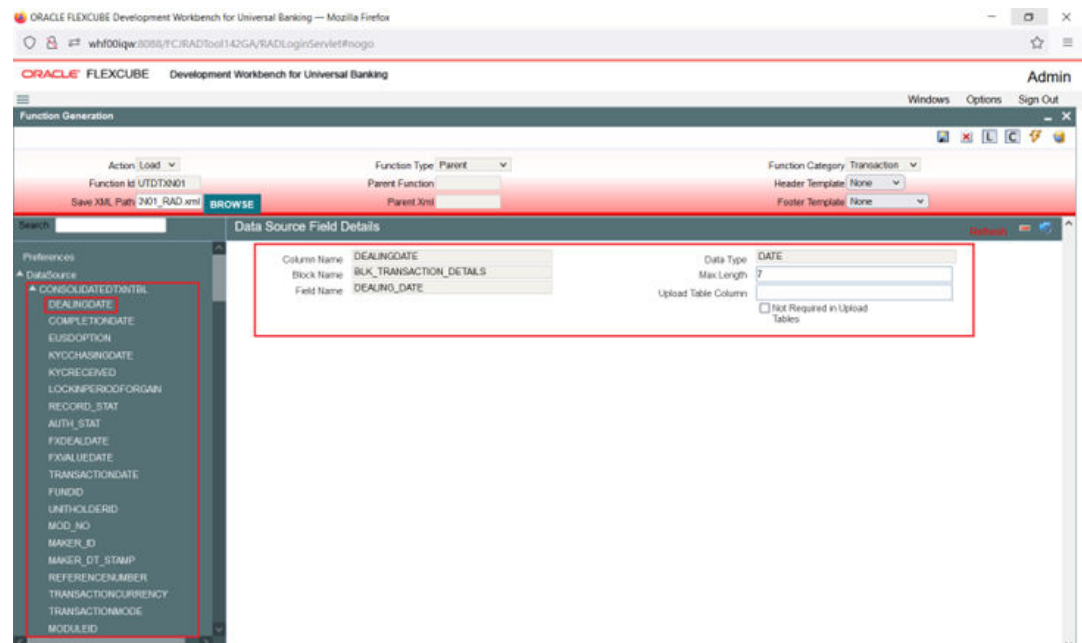 ORACLE FLEXCUBE Development Workbench for Universal Banking — Mozilla Firefox
whf00iqw:8088/FCJRADTool142GA/RADLoginServlet#nogo
ORACLE FLEXCUBE Development Workbench for Universal Banking Admin
Windows Options Sign Out
Function Generation
L C
Action Load Function Type Parent Function Category Transaction
Function Id UTDTXN01 Parent Function Header Template None
Save XML Path 2N01_RAD.xml BROWSE Parent Xml Footer Template None
Search Data Source Field Details Refresh
Preferences
DataSource
CONSOLIDATEDTXNTBL
DEALINGDATE
COMPLETIONDATE
EUSDOPTION
KYCCHASINGDATE
KYCRECEIVED
LOCKINPERIODFORGAIN
RECORD_STAT
AUTH_STAT
FXDEALDATE
FXVALUEDATE
TRANSACTIONDATE
FUNDID
UNITHOLDERID
MOD_NO
MAKER_ID
MAKER_DT_STAMP
REFERENCENUMBER
TRANSACTIONCURRENCY
TRANSACTIONMODE
MODULEID
Column Name DEALINGDATE Data Type DATE
Block Name BLK_TRANSACTION_DETAILS Max Length 7
Field Name DEALING_DATE Upload Table Column
Not Required in Upload
Tables